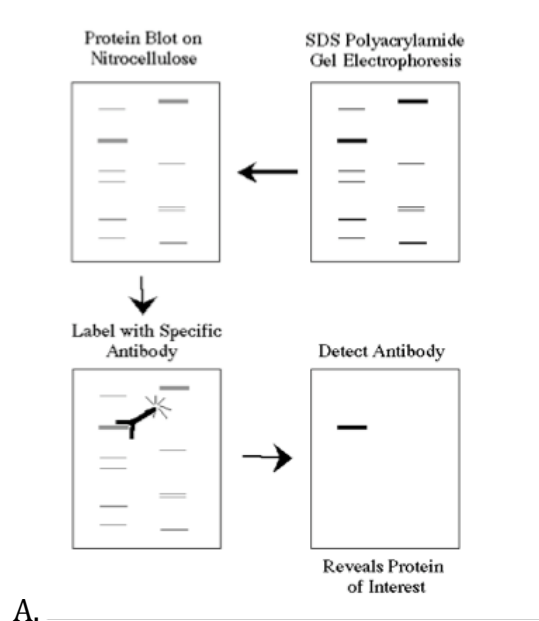 Protein Blot on
Nitrocellulose
SDS Polyacrylamide
Gel Electrophoresis
Label with Specific
Antibody
Detect Antibody
Reveals Protein
of Interest
A.